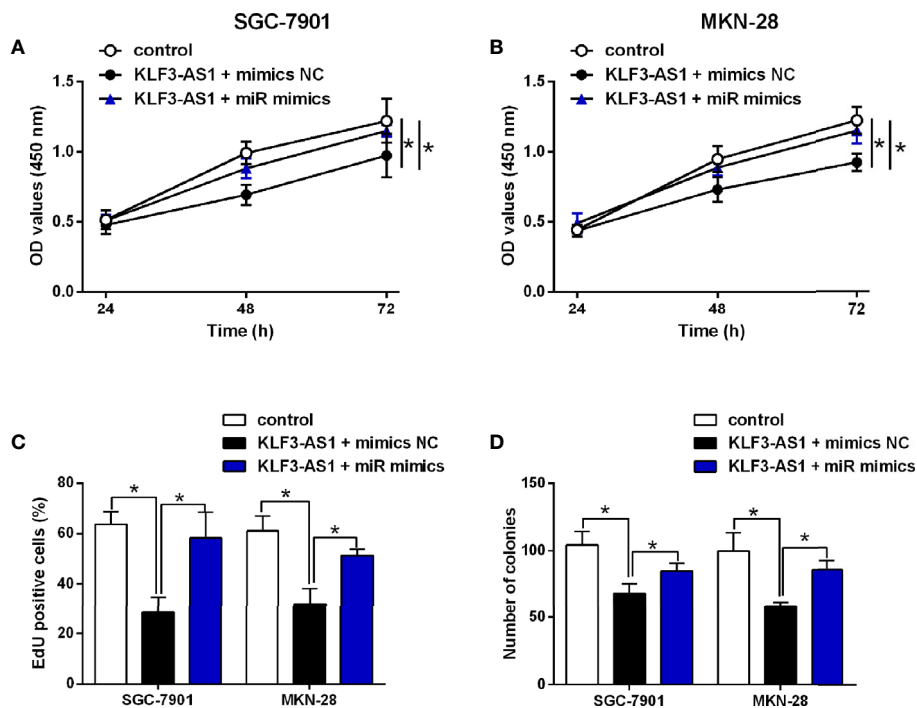 SGC-7901
MKN-28
A
control
KLF3-AS1 + mimics NC
KLF3-AS1 + miR mimics
OD values (450 nm)
1.5
1.0
0.5
0.0
24
48
72
Time (h)
*
*
B
control
KLF3-AS1 + mimics NC
KLF3-AS1 + miR mimics
OD values (450 nm)
1.5
1.0
0.5
0.0
24
48
72
Time (h)
*
*
C
control
KLF3-AS1 + mimics NC
KLF3-AS1 + miR mimics
EdU positive cells (%)
80
60
40
20
0
*
*
*
*
SGC-7901
MKN-28
D
control
KLF3-AS1 + mimics NC
KLF3-AS1 + miR mimics
Number of colonies
150
100
50
0
*
*
*
*
SGC-7901
MKN-28